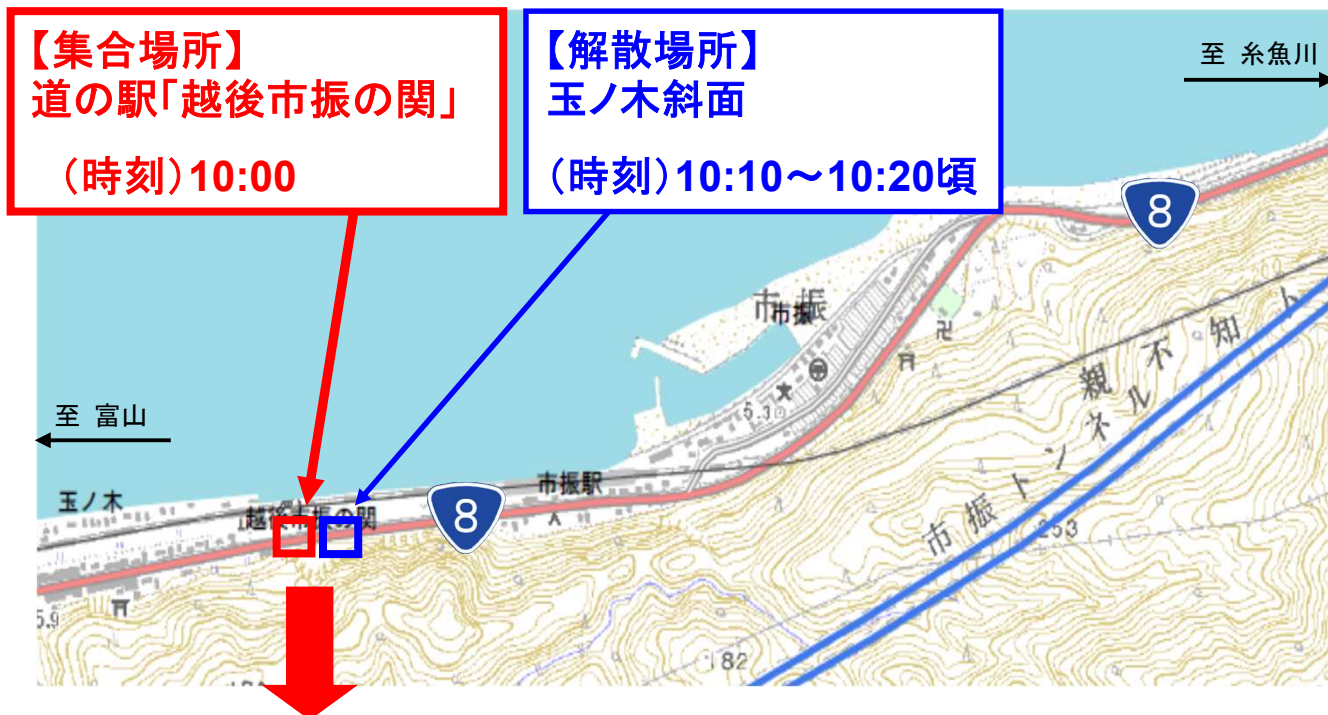 【集合場所】
道の駅「越後市振の関」
（時刻）10:00
【解散場所】
玉ノ木斜面
（時刻）10:10～10:20頃
至 糸魚川
8
市振
市振
5.3
親不知ト
至 富山
玉ノ木
越後市振の関
8
市振駅
市振トンネル
253
5.9
182